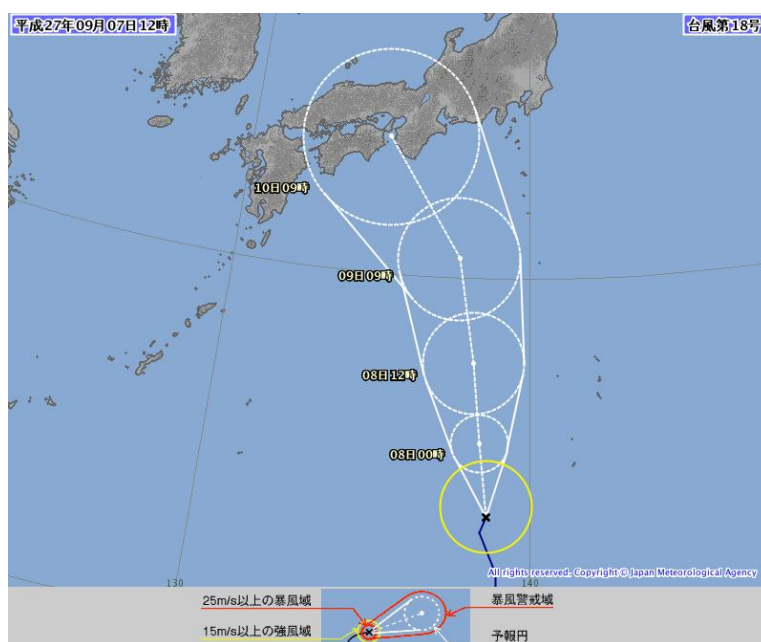 平成27年09月07日12時
台風第18号
10日09時
09日09時
08日12時
08日00時
All rights reserved. Copyright © Japan Meteorological Agency
130
140
25m/s以上の暴風域
暴風警戒域
15m/s以上の強風域
予報円